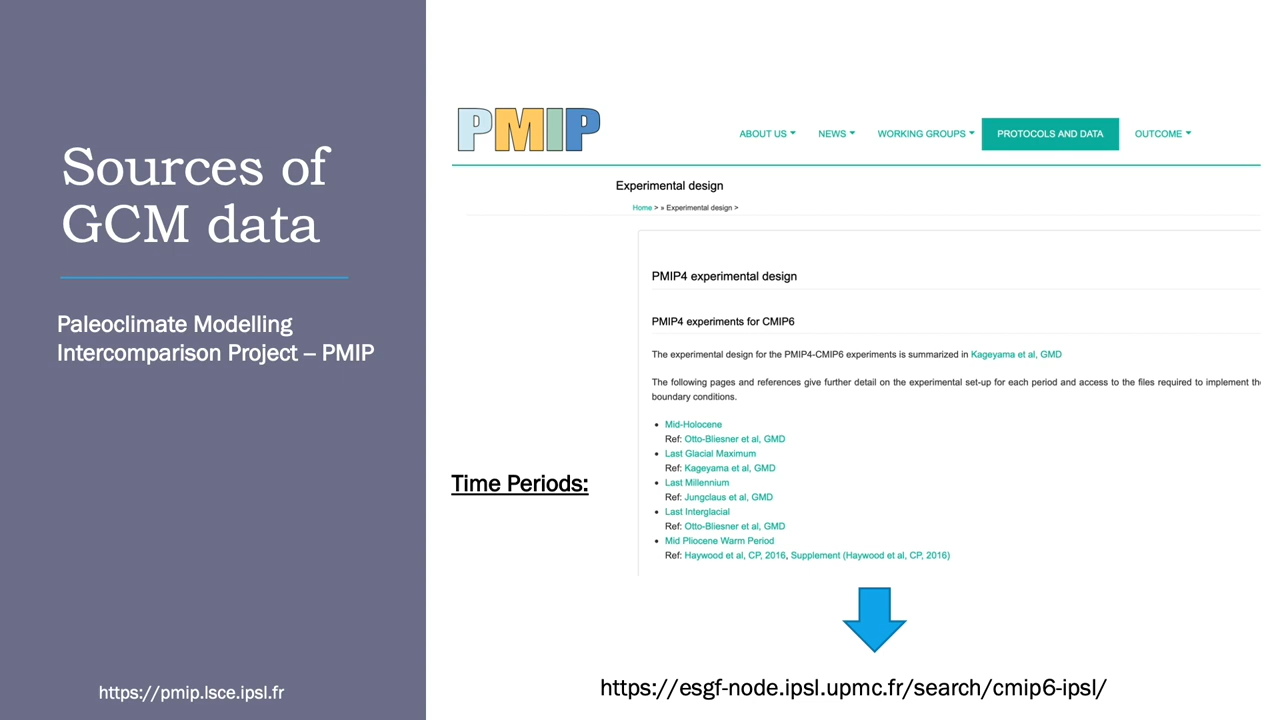 Sources of
GCM data
Paleoclimate Modelling
Intercomparison Project – PMIP
https://pmip.lsce.ipsl.fr
PMIP
ABOUT US NEWS WORKING GROUPS PROTOCOLS AND DATA OUTCOME
Experimental design
Home > » Experimental design >
PMIP4 experimental design
PMIP4 experiments for CMIP6
The experimental design for the PMIP4-CMIP6 experiments is summarized in Kageyama et al, GMD
The following pages and references give further detail on the experimental set-up for each period and access to the files required to implement the
boundary conditions.
• Mid-Holocene
Ref: Otto-Bliesner et al, GMD
• Last Glacial Maximum
Ref: Kageyama et al, GMD
• Last Millennium
Ref: Jungclaus et al, GMD
• Last Interglacial
Ref: Otto-Bliesner et al, GMD
• Mid Pliocene Warm Period
Ref: Haywood et al, CP, 2016, Supplement (Haywood et al, CP, 2016)
Time Periods:
https://esgf-node.ipsl.upmc.fr/search/cmip6-ipsl/